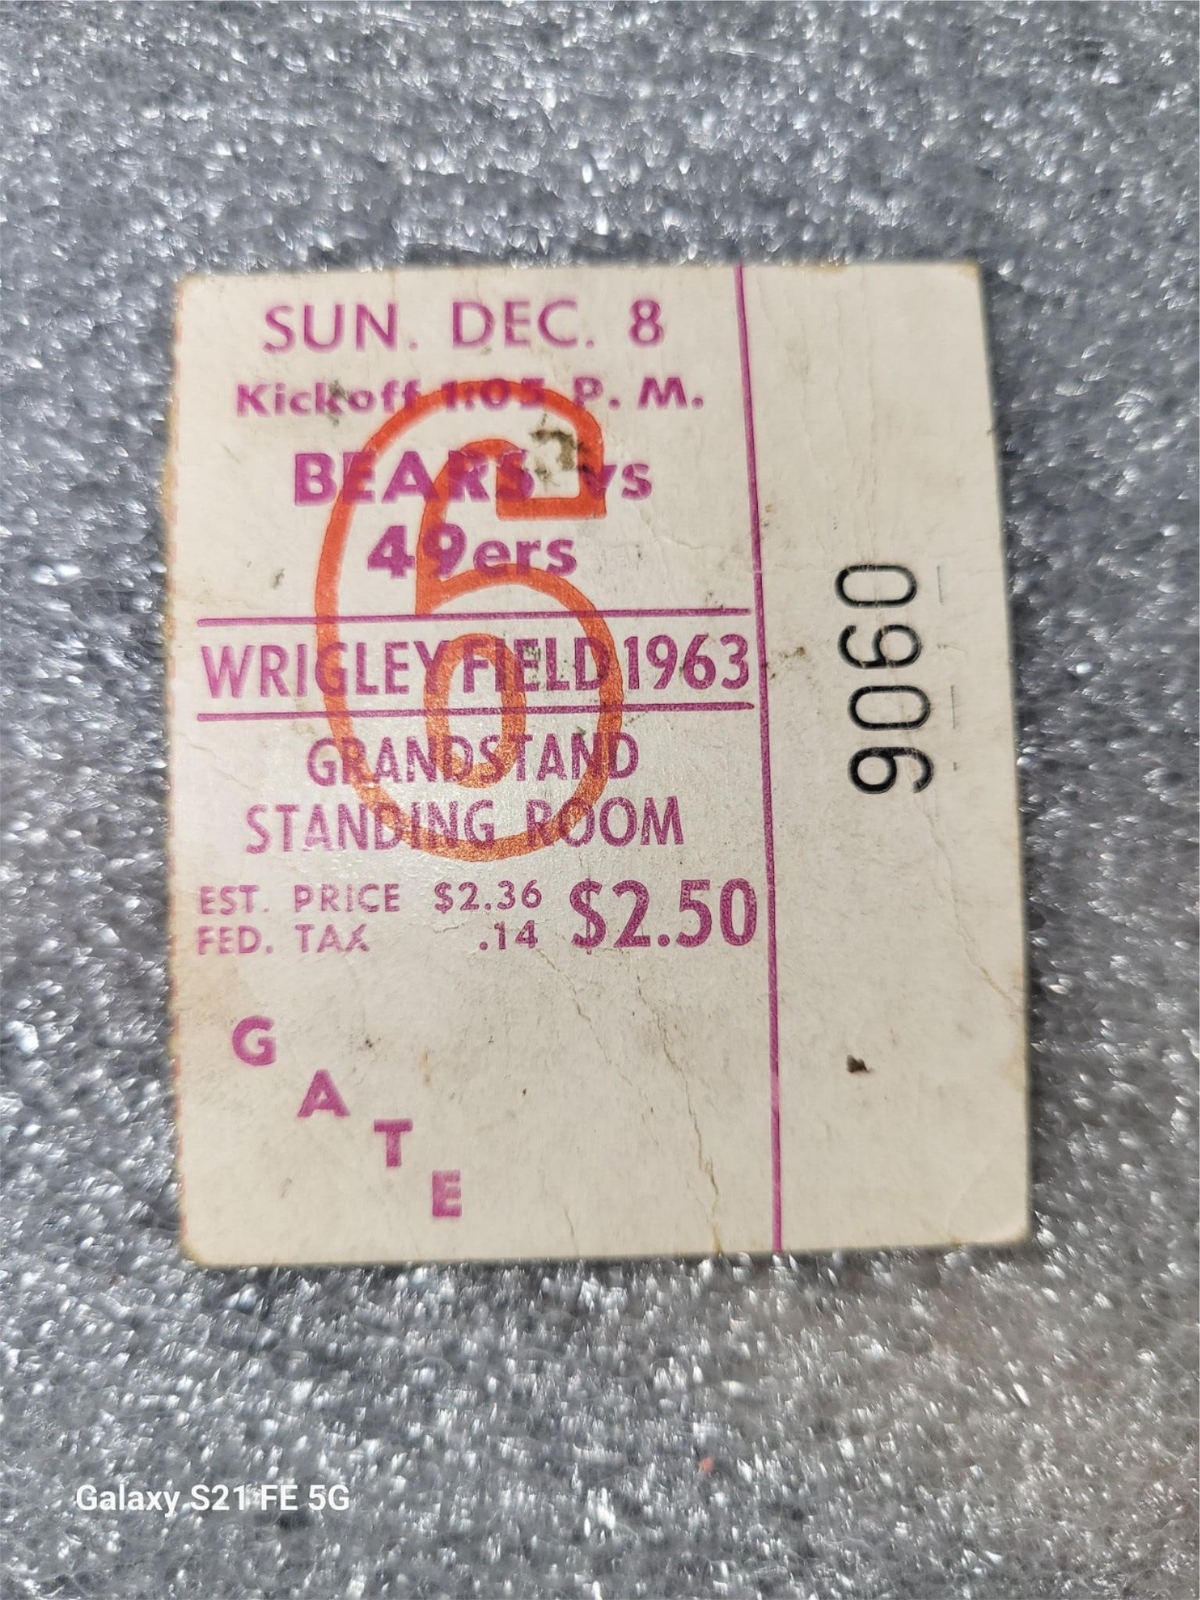 SUN. DEC. 8
Kickoff 1:05 P. M.
BEARS vs
49ers
6
WRIGLEY FIELD 1963
GRANDSTAND
STANDING ROOM
EST. PRICE $2.36
FED. TAX .14
$2.50
GATE
9060
Galaxy S21 FE 5G